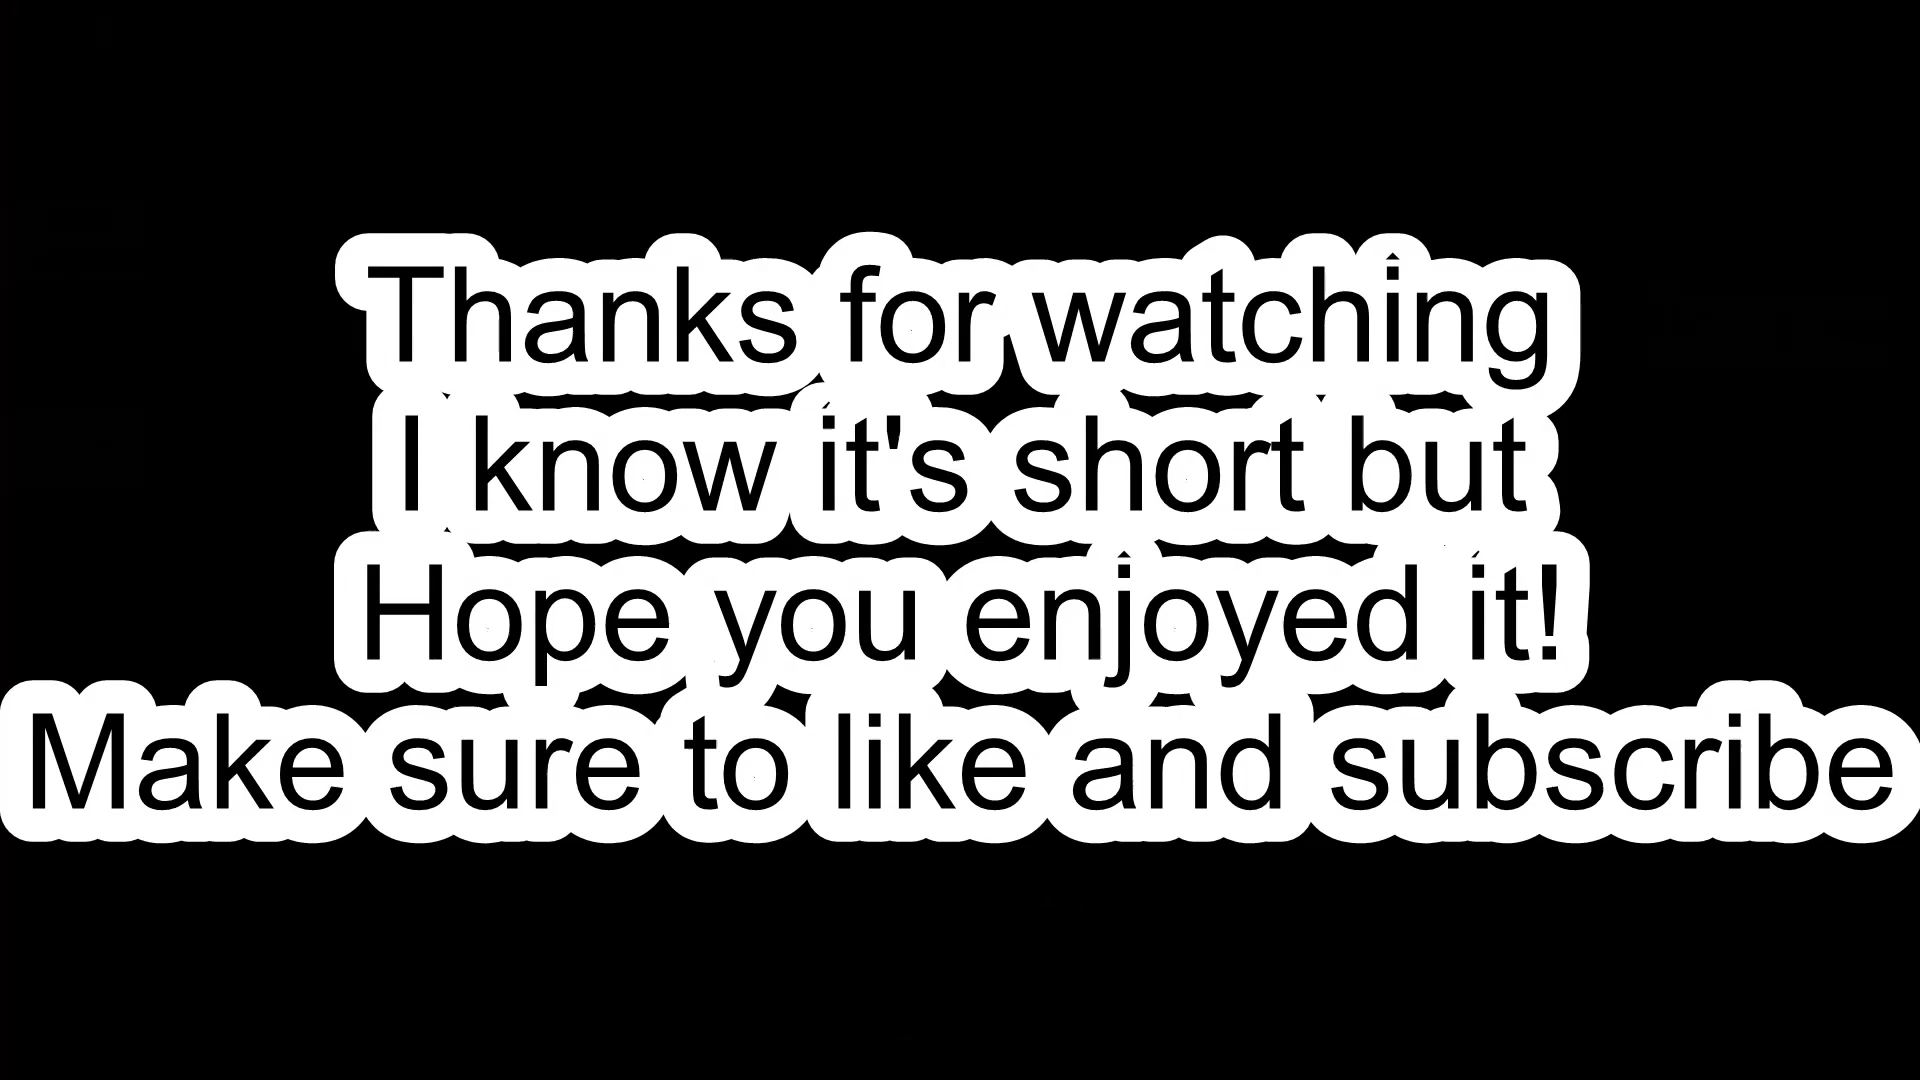 Thanks for watching
I know it's short but
Hope you enjoyed it!
Make sure to like and subscribe